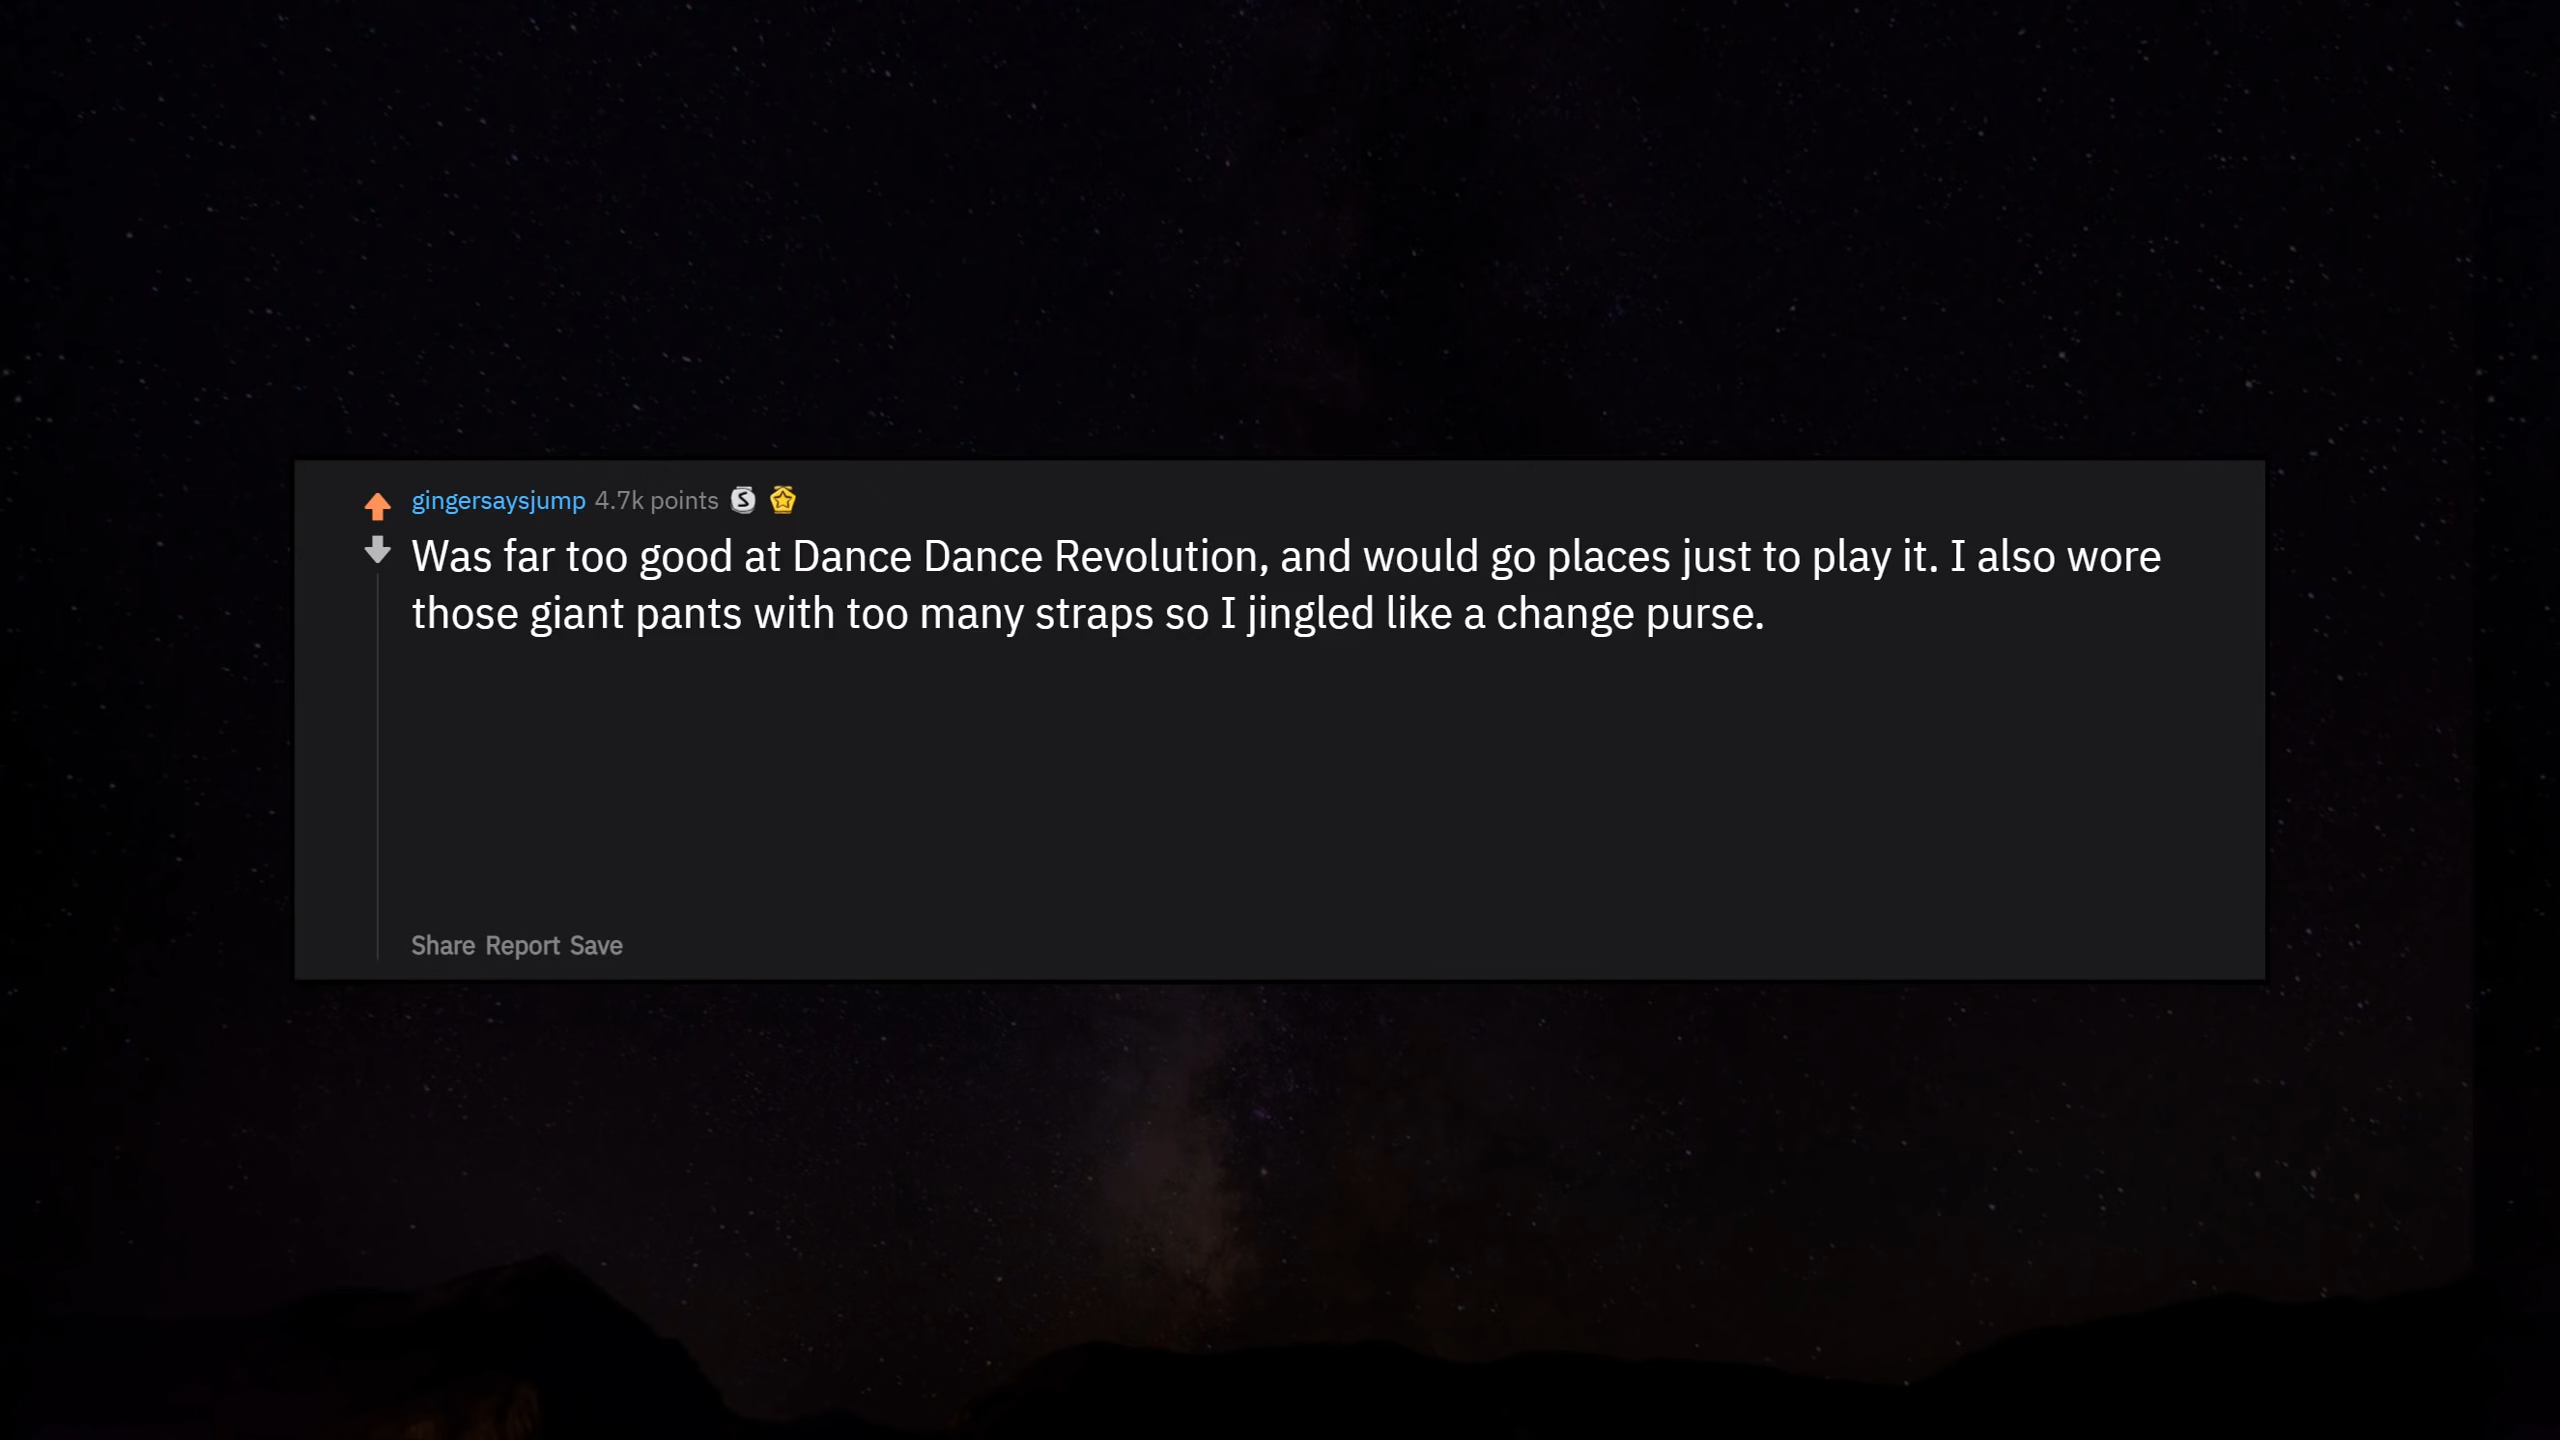 gingersaysjump 4.7k points
Was far too good at Dance Dance Revolution, and would go places just to play it. I also wore
those giant pants with too many straps so I jingled like a change purse.
Share Report Save